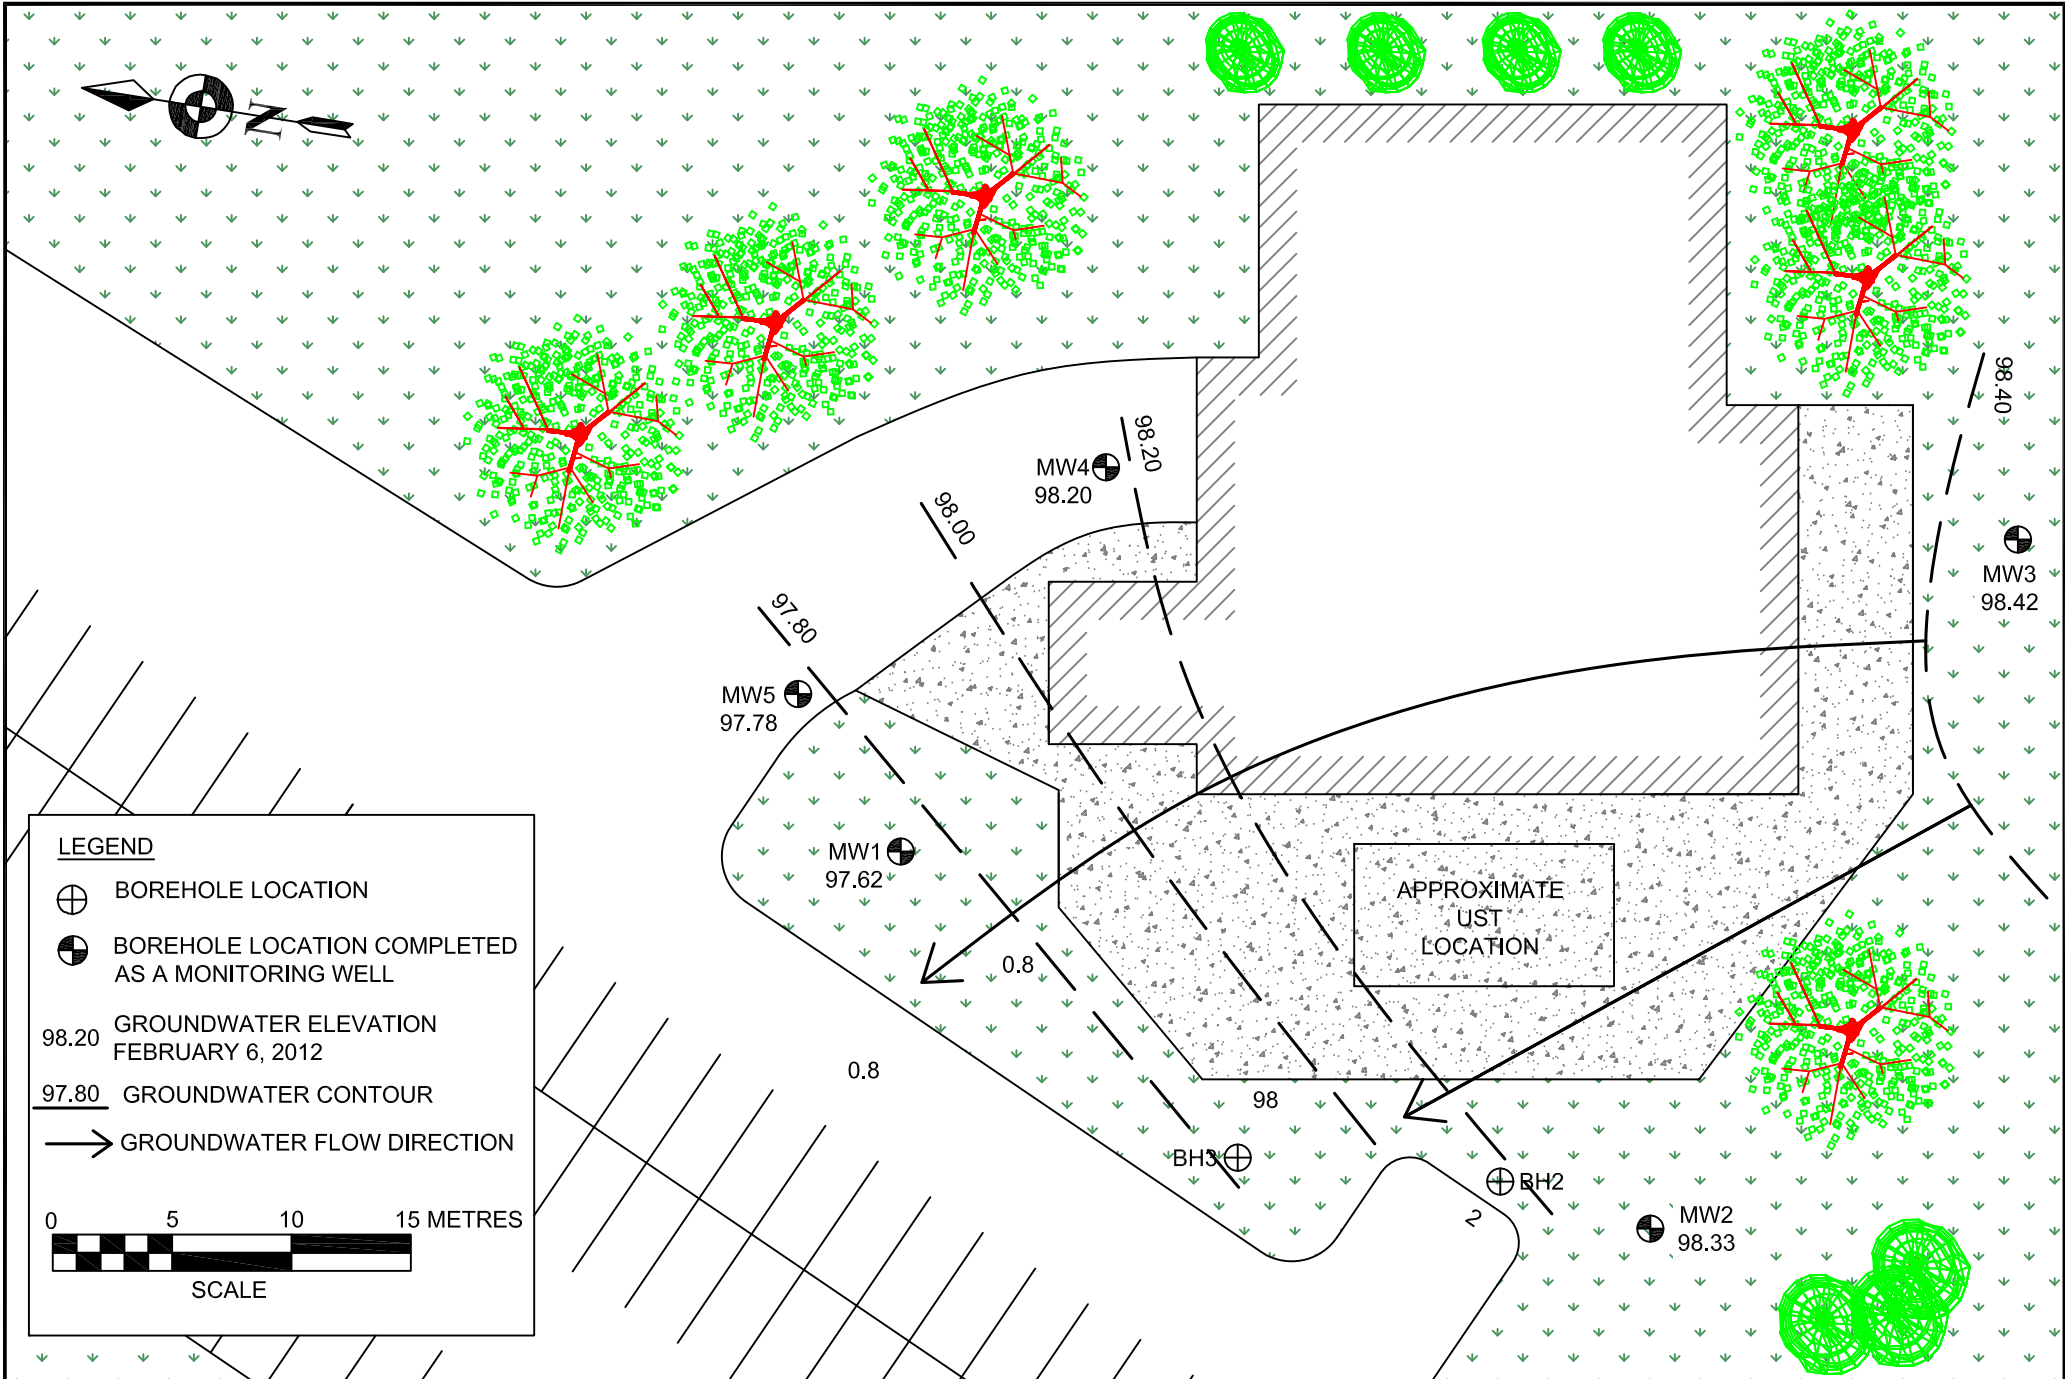 N
98.40
98.20
MW4
98.20
98.00
MW3
98.42
97.80
MW5
97.78
MW1
97.62
APPROXIMATE
UST
LOCATION
0.8
0.8
98
BH3
BH2
2
MW2
98.33
LEGEND
BOREHOLE LOCATION
BOREHOLE LOCATION COMPLETED
AS A MONITORING WELL
98.20 GROUNDWATER ELEVATION
FEBRUARY 6, 2012
97.80 GROUNDWATER CONTOUR
GROUNDWATER FLOW DIRECTION
0 5 10 15 METRES
SCALE